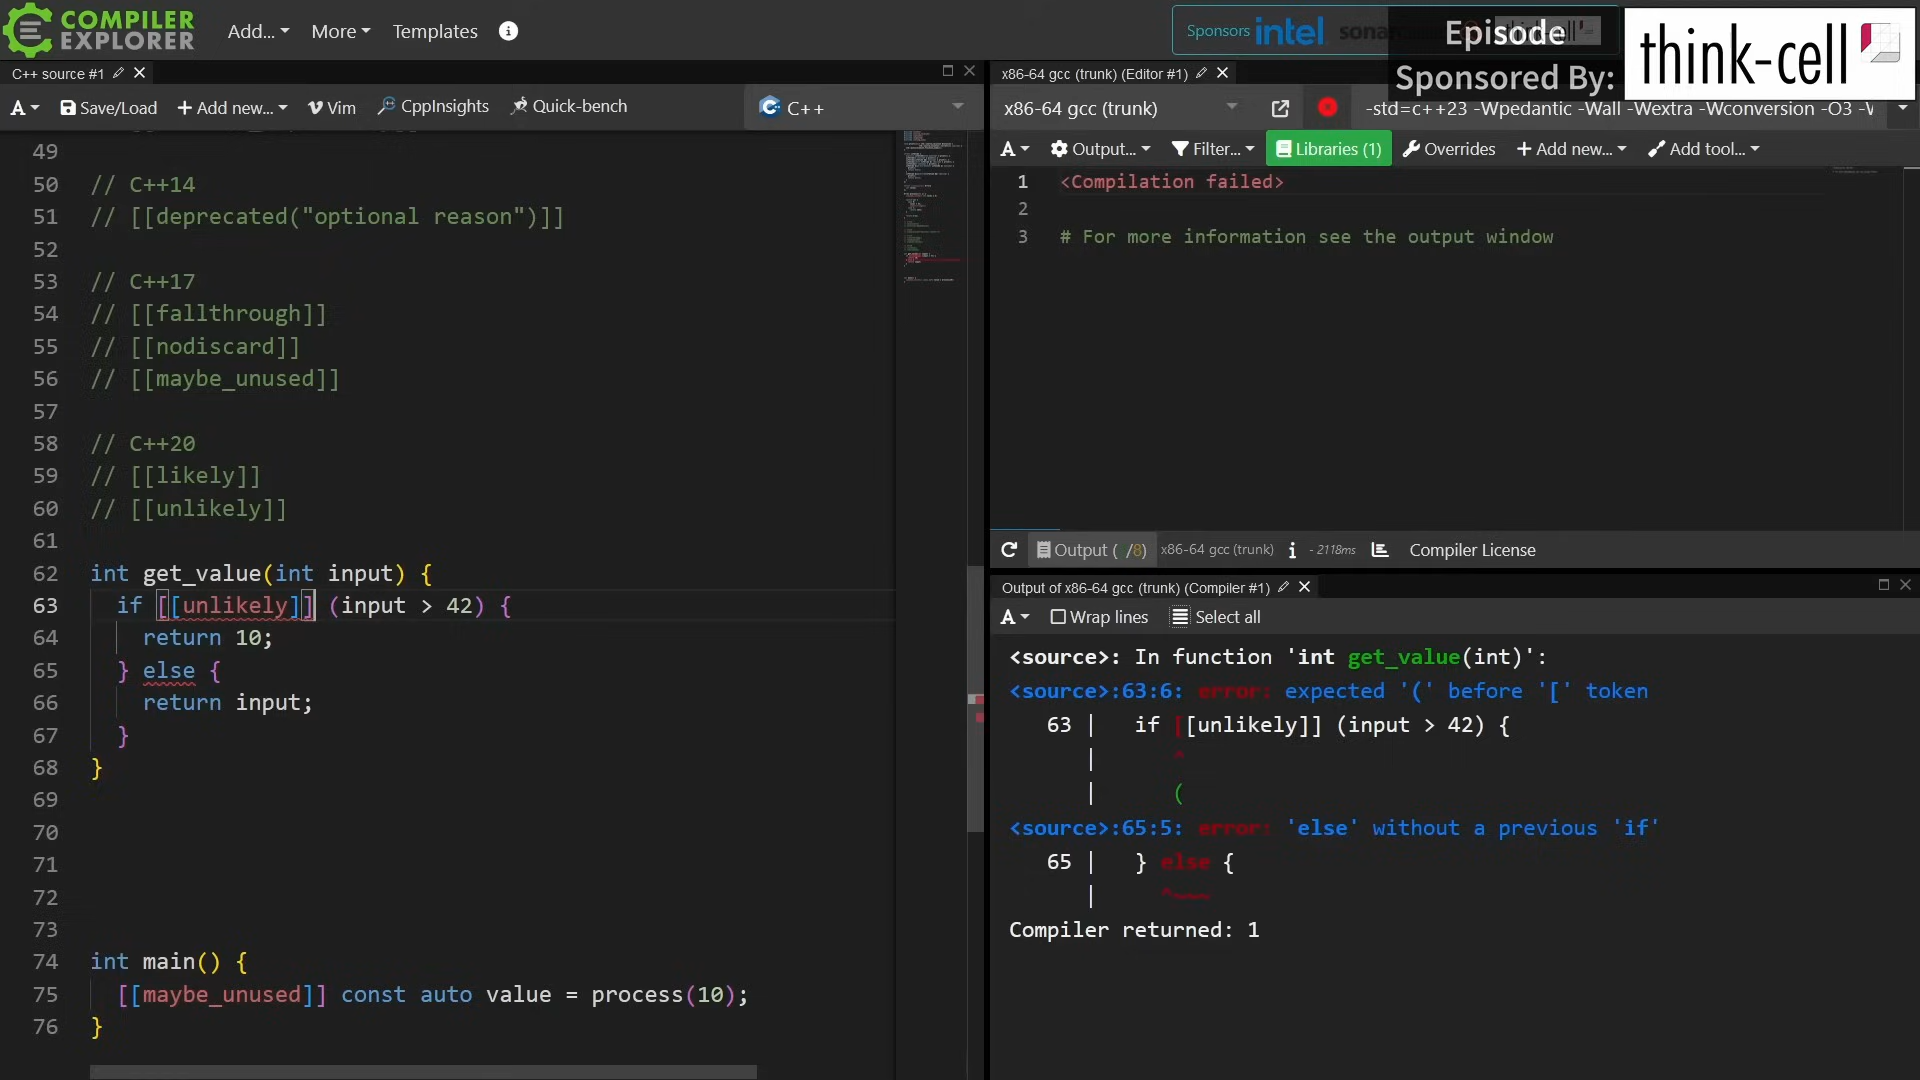 COMPILER
EXPLORER
Add...
More
Templates
Sponsors
intel
Episode
Sponsored By:
think-cell
C++ source #1
A
Save/Load
+ Add new...
Vim
CppInsights
Quick-bench
C++
49
50 // C++14
51 // [[deprecated("optional reason")]]
52
53 // C++17
54 // [[fallthrough]]
55 // [[nodiscard]]
56 // [[maybe_unused]]
57
58 // C++20
59 // [[likely]]
60 // [[unlikely]]
61
62 int get_value(int input) {
63 if [[unlikely]] (input > 42) {
64 return 10;
65 } else {
66 return input;
67 }
68 }
69
70
71
72
73
74 int main() {
75 [[maybe_unused]] const auto value = process(10);
76 }
x86-64 gcc (trunk) (Editor #1)
x86-64 gcc (trunk)
-std=c++23 -Wpedantic -Wall -Wextra -Wconversion -O3
A
Output...
Filter...
Libraries (1)
Overrides
+ Add new...
Add tool...
1 <Compilation failed>
2
3 # For more information see the output window
Output ( /8)
x86-64 gcc (trunk)
- 2118ms
Compiler License
Output of x86-64 gcc (trunk) (Compiler #1)
A
Wrap lines
Select all
<source>: In function 'int get_value(int)':
<source>:63:6: error: expected '(' before '[' token
63 | if [[unlikely]] (input > 42) {
| ^
| (
<source>:65:5: error: 'else' without a previous 'if'
65 | } else {
| ^~~~
Compiler returned: 1